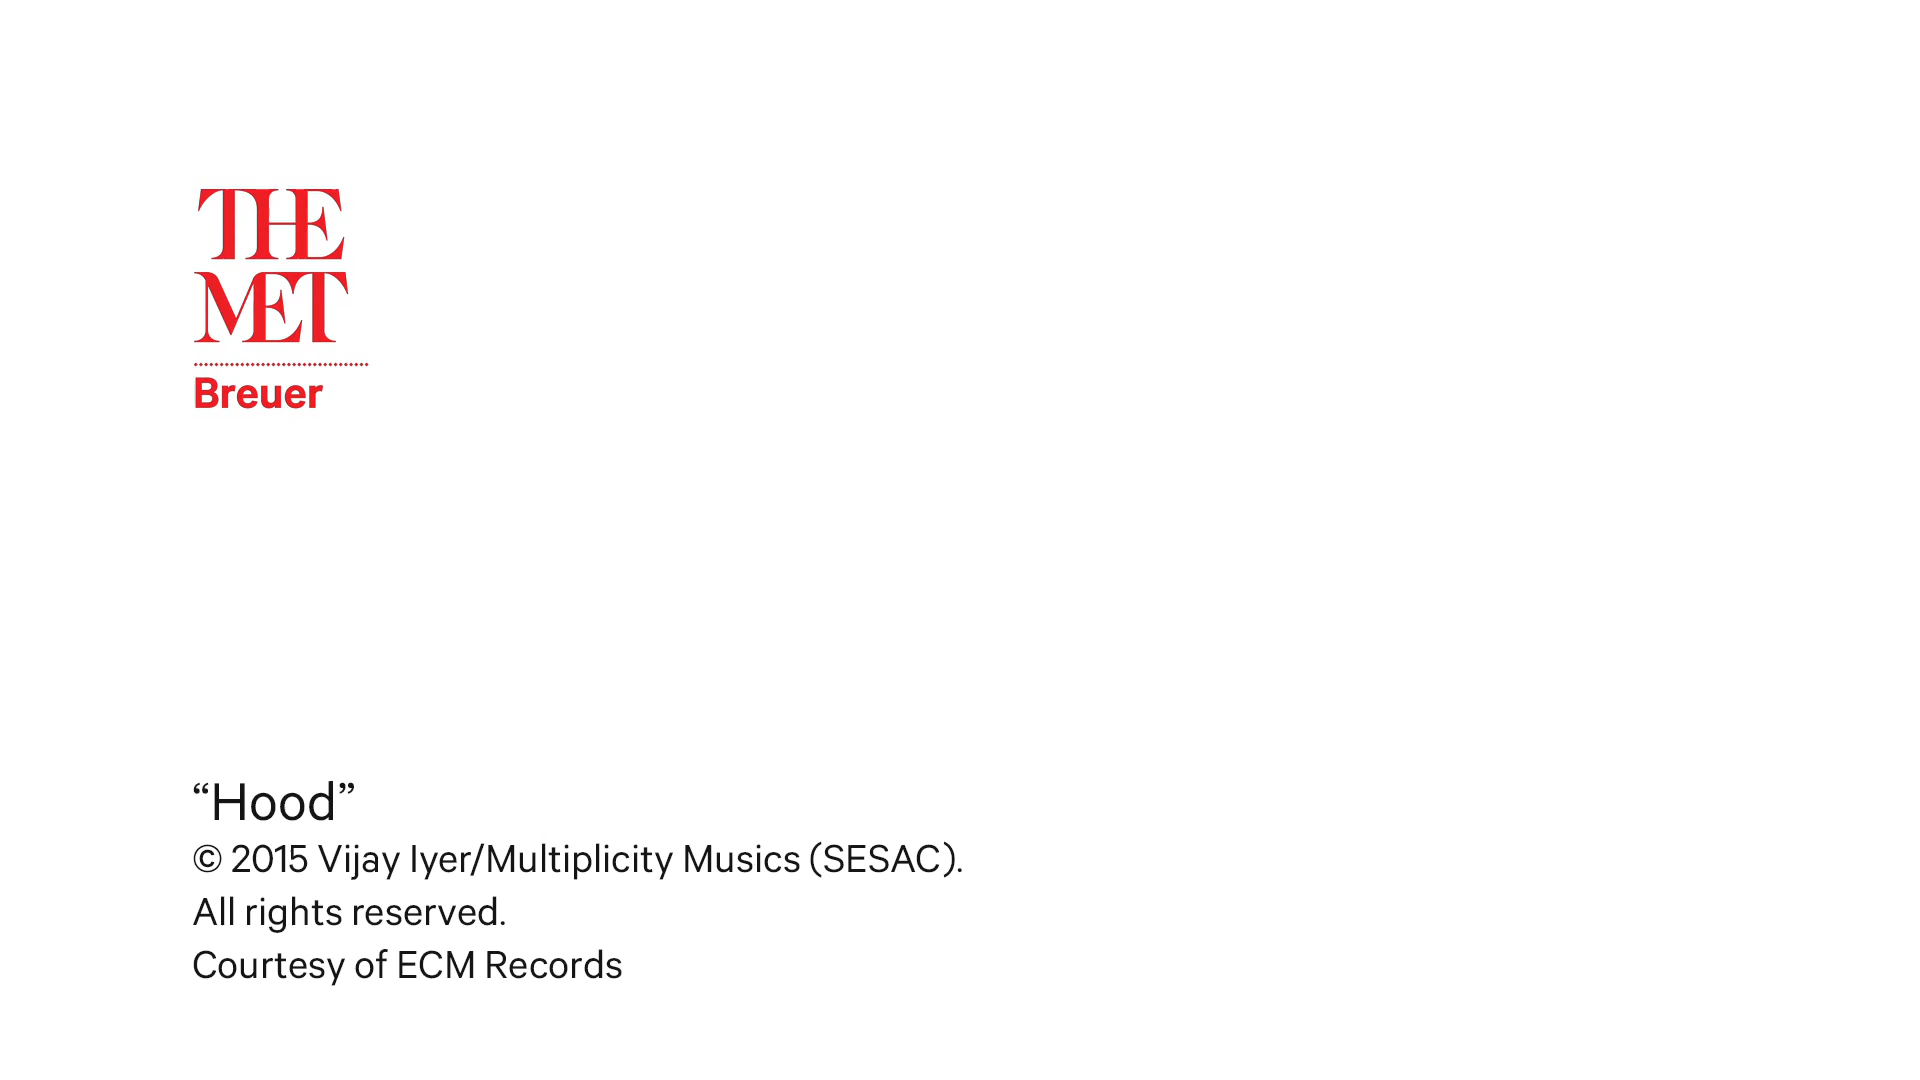 THE
MET
Breuer
“Hood”
© 2015 Vijay Iyer/Multiplicity Musics (SESAC).
All rights reserved.
Courtesy of ECM Records